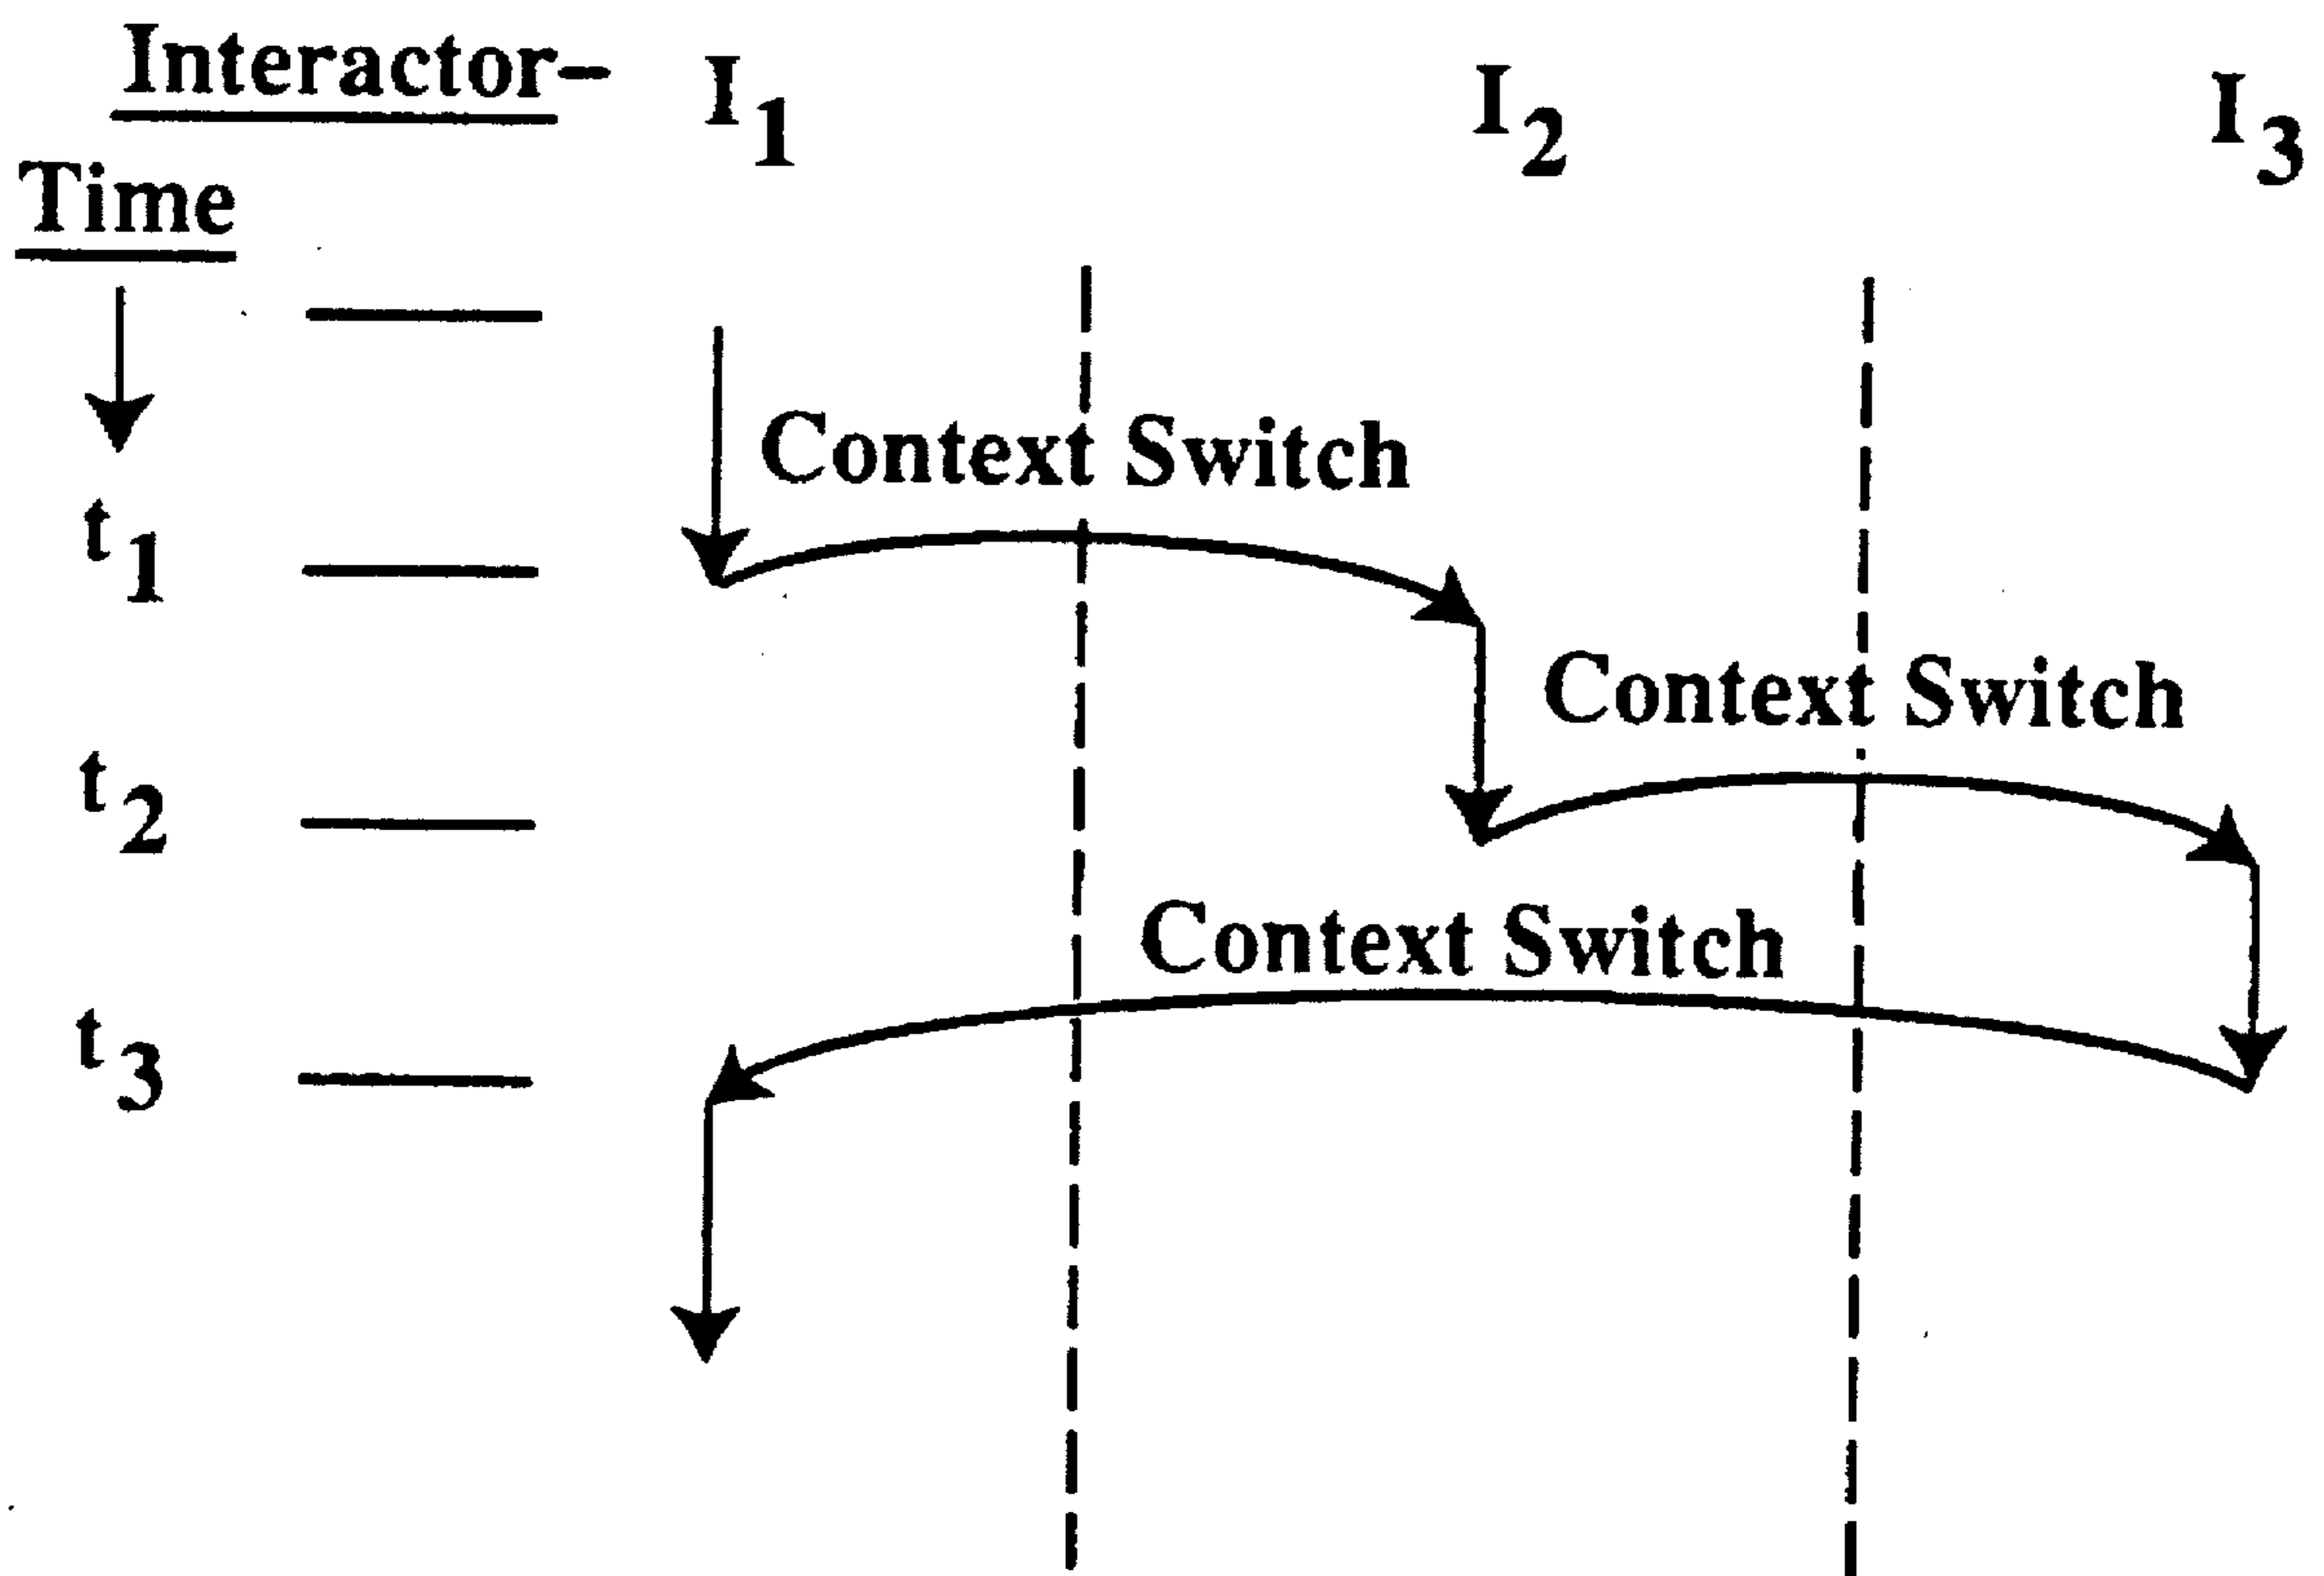 Interactor– I1 I2 I3
Time
Context Switch
t1
Context Switch
t2
Context Switch
t3